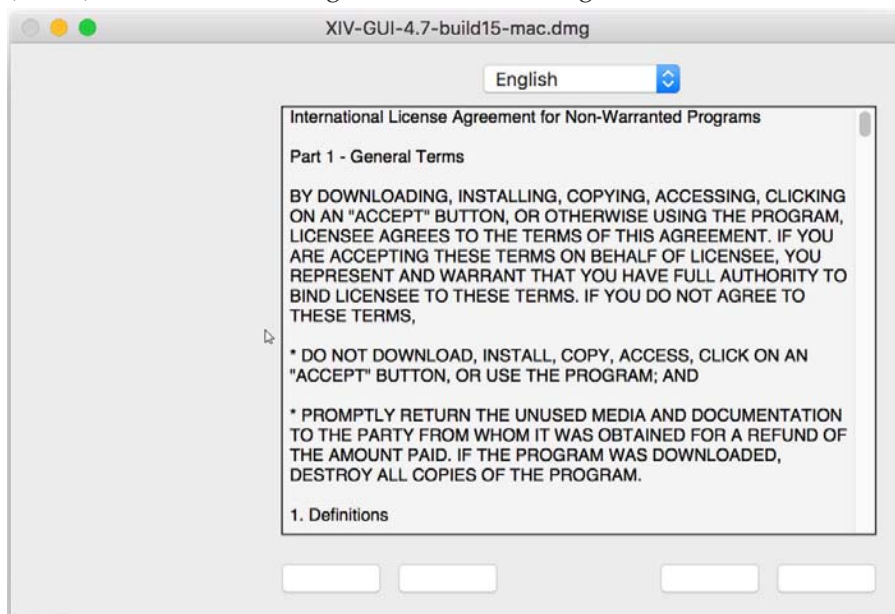 XIV-GUI-4.7-build15-mac.dmg
English
International License Agreement for Non-Warranted Programs
Part 1 - General Terms
BY DOWNLOADING, INSTALLING, COPYING, ACCESSING, CLICKING
ON AN "ACCEPT" BUTTON, OR OTHERWISE USING THE PROGRAM,
LICENSEE AGREES TO THE TERMS OF THIS AGREEMENT. IF YOU
ARE ACCEPTING THESE TERMS ON BEHALF OF LICENSEE, YOU
REPRESENT AND WARRANT THAT YOU HAVE FULL AUTHORITY TO
BIND LICENSEE TO THESE TERMS. IF YOU DO NOT AGREE TO
THESE TERMS,
* DO NOT DOWNLOAD, INSTALL, COPY, ACCESS, CLICK ON AN
"ACCEPT" BUTTON, OR USE THE PROGRAM; AND
* PROMPTLY RETURN THE UNUSED MEDIA AND DOCUMENTATION
TO THE PARTY FROM WHOM IT WAS OBTAINED FOR A REFUND OF
THE AMOUNT PAID. IF THE PROGRAM WAS DOWNLOADED,
DESTROY ALL COPIES OF THE PROGRAM.
1. Definitions